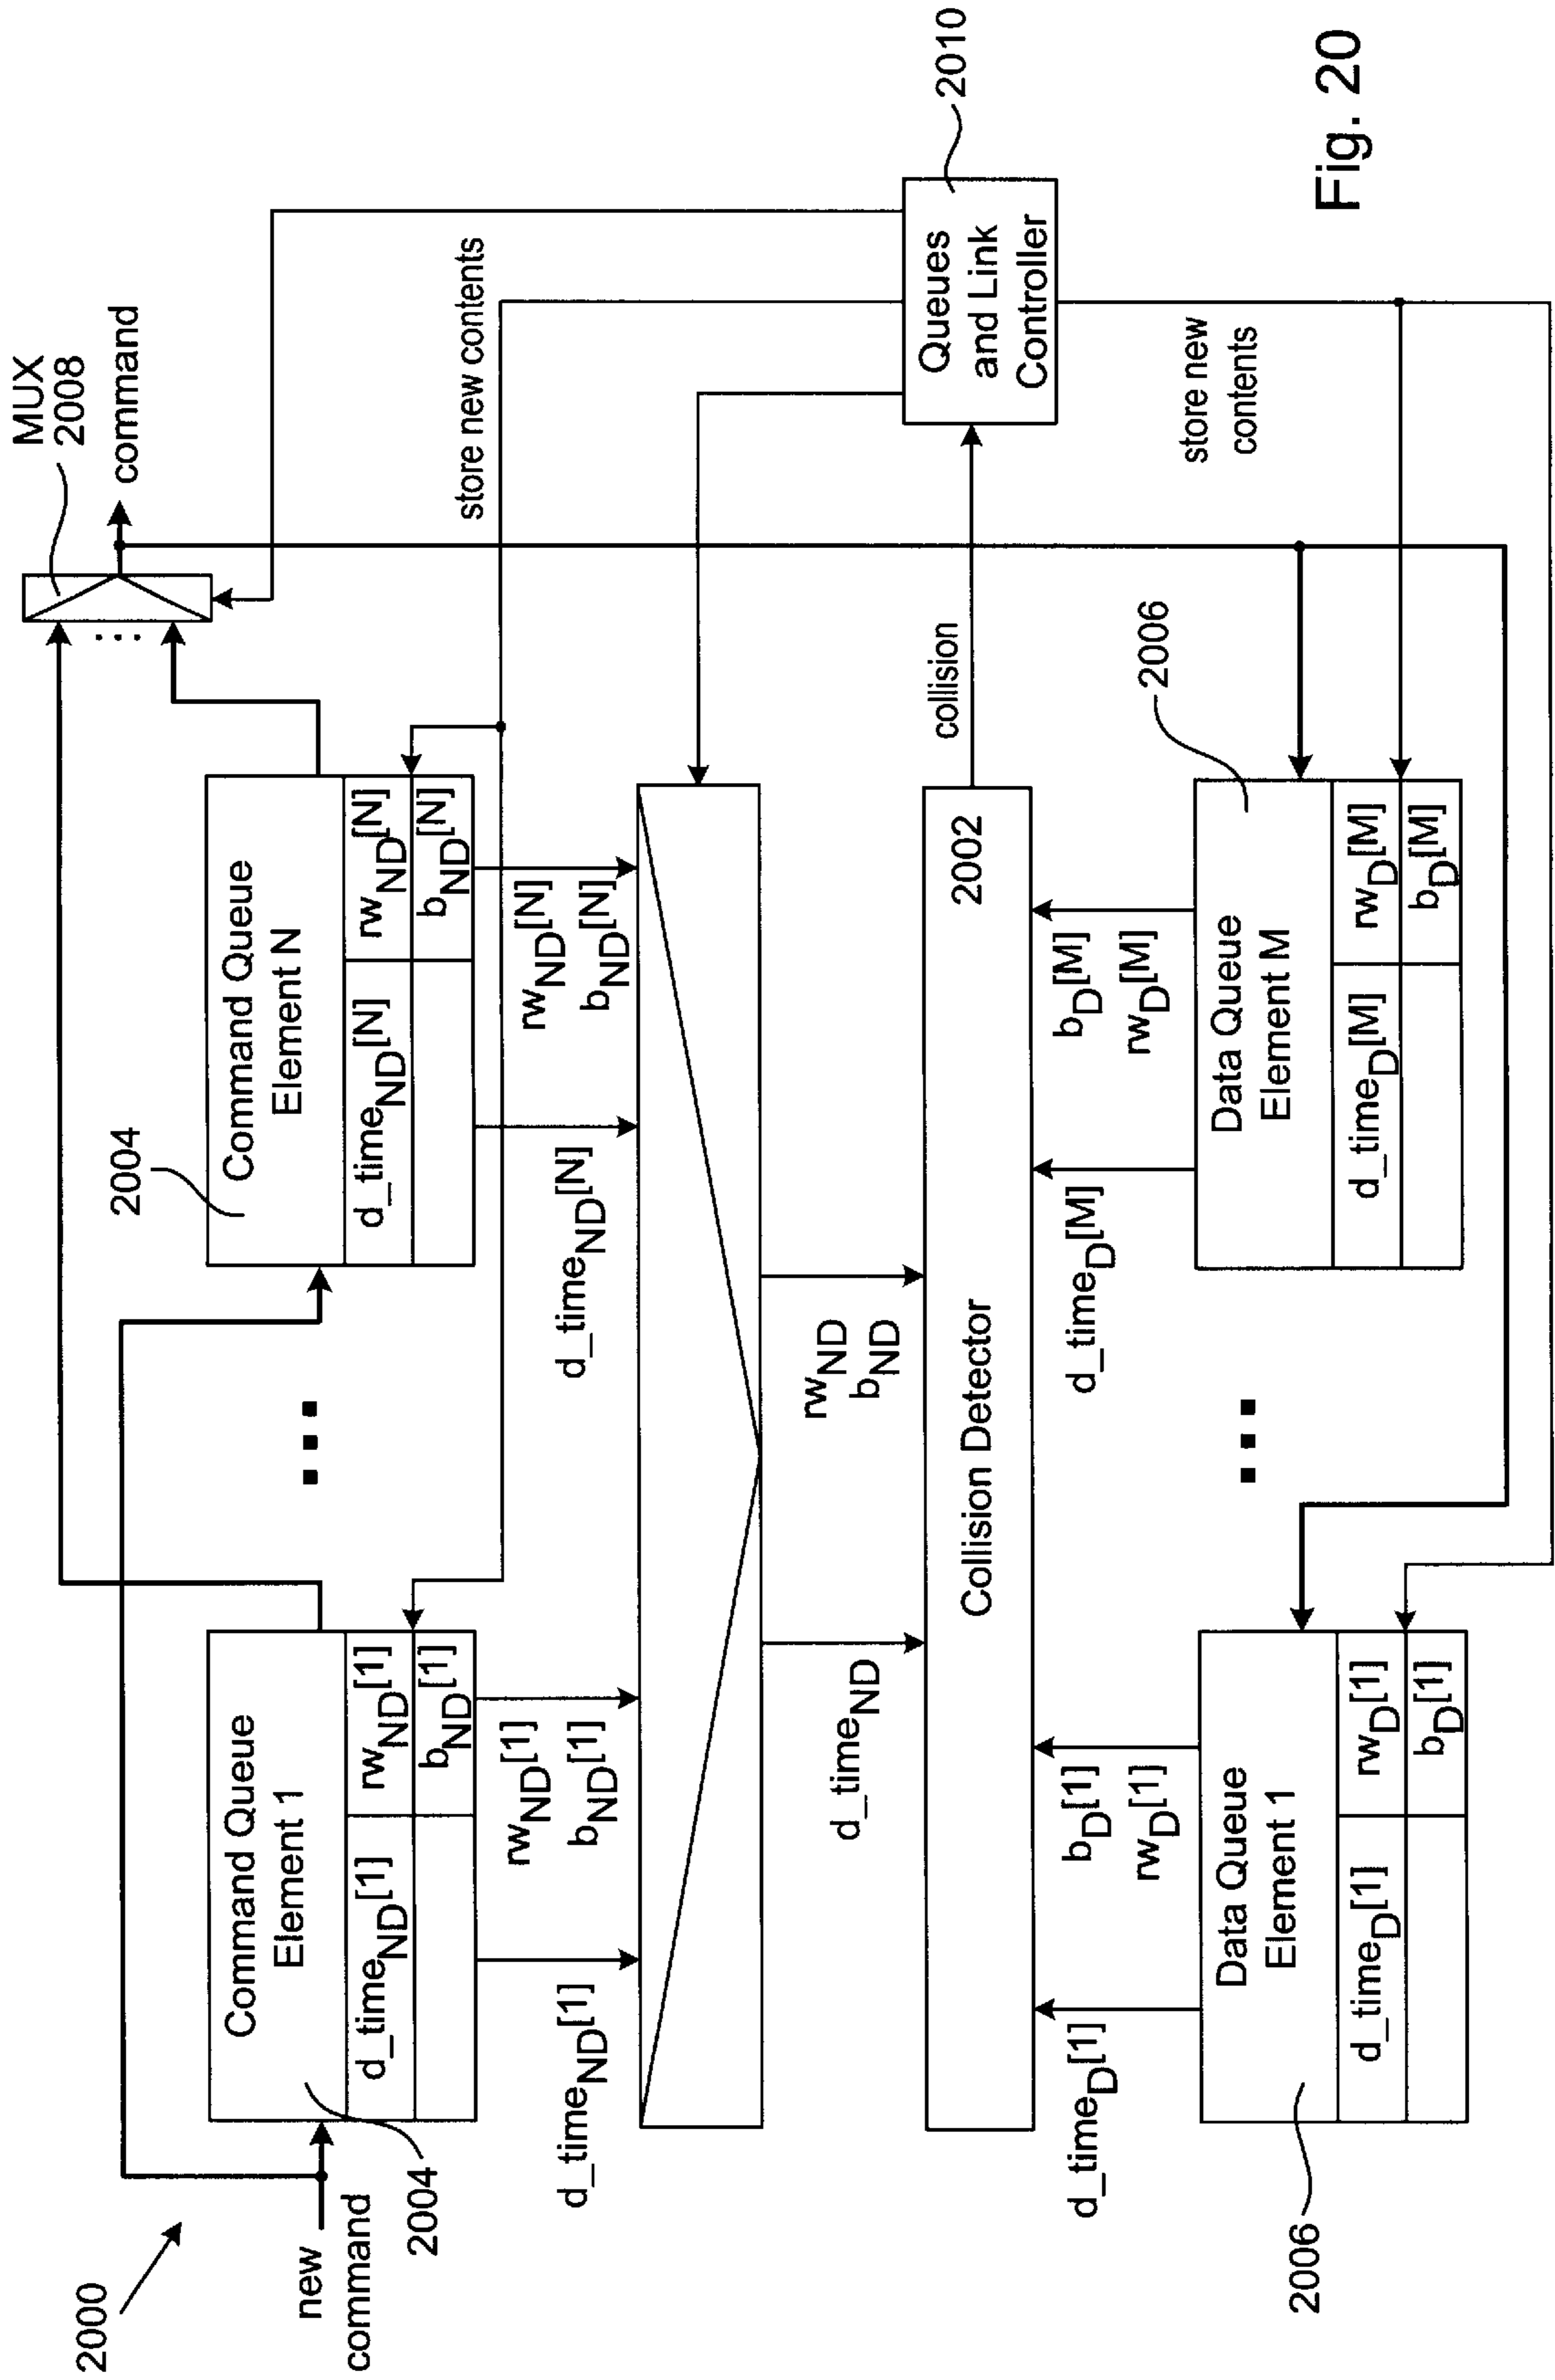 2000
new
command
2004
Command Queue
Element 1
d_timeND[1]
rwND[1]
bND[1]
2004
Command Queue
Element N
d_timeND[N]
rwND[N]
bND[N]
MUX
2008
command
...
store new contents
d_timeND[1]
rwND[1]
bND[1]
d_timeND[N]
rwND[N]
bND[N]
d_timeND
rwND
bND
Collision Detector
2002
collision
Queues
and Link
Controller
2010
d_timeD[1]
bD[1]
rwD[1]
d_timeD[M]
bD[M]
rwD[M]
store new
contents
2006
Data Queue
Element 1
d_timeD[1]
rwD[1]
bD[1]
2006
Data Queue
Element M
d_timeD[M]
rwD[M]
bD[M]
Fig. 20